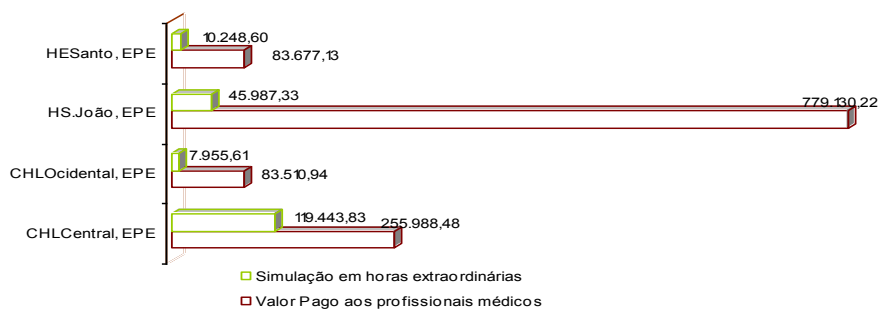 10.248,60
HESanto, EPE
83.677,13
45.987,33
779.130,22
HS.João, EPE
7.955,61
CHLOcidental, EPE
83.510,94
119.443,83
255.988,48
CHLCentral, EPE
Simulação em horas extraordinárias
Valor Pago aos profissionais médicos